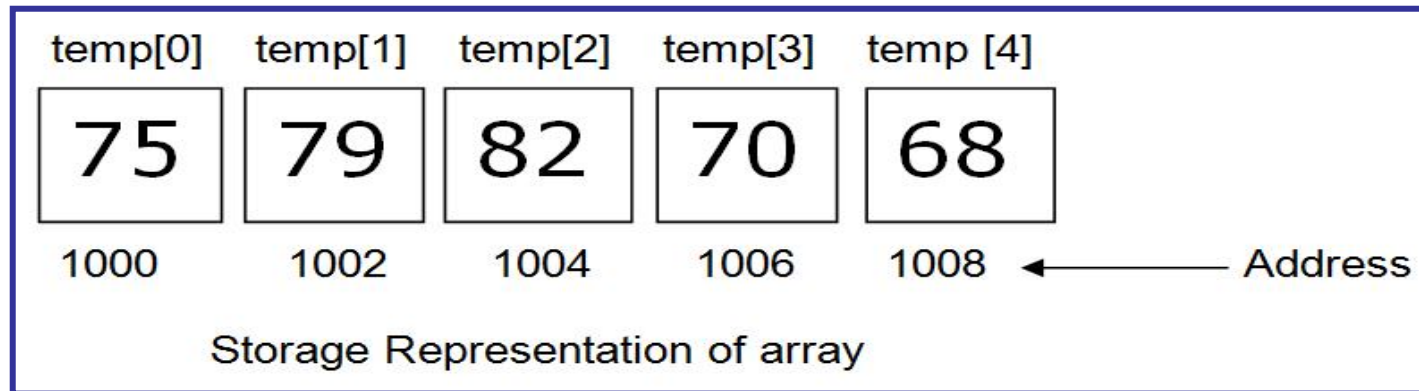 temp[0] temp[1] temp[2] temp[3] temp [4]
75 79 82 70 68
1000 1002 1004 1006 1008 Address
Storage Representation of array